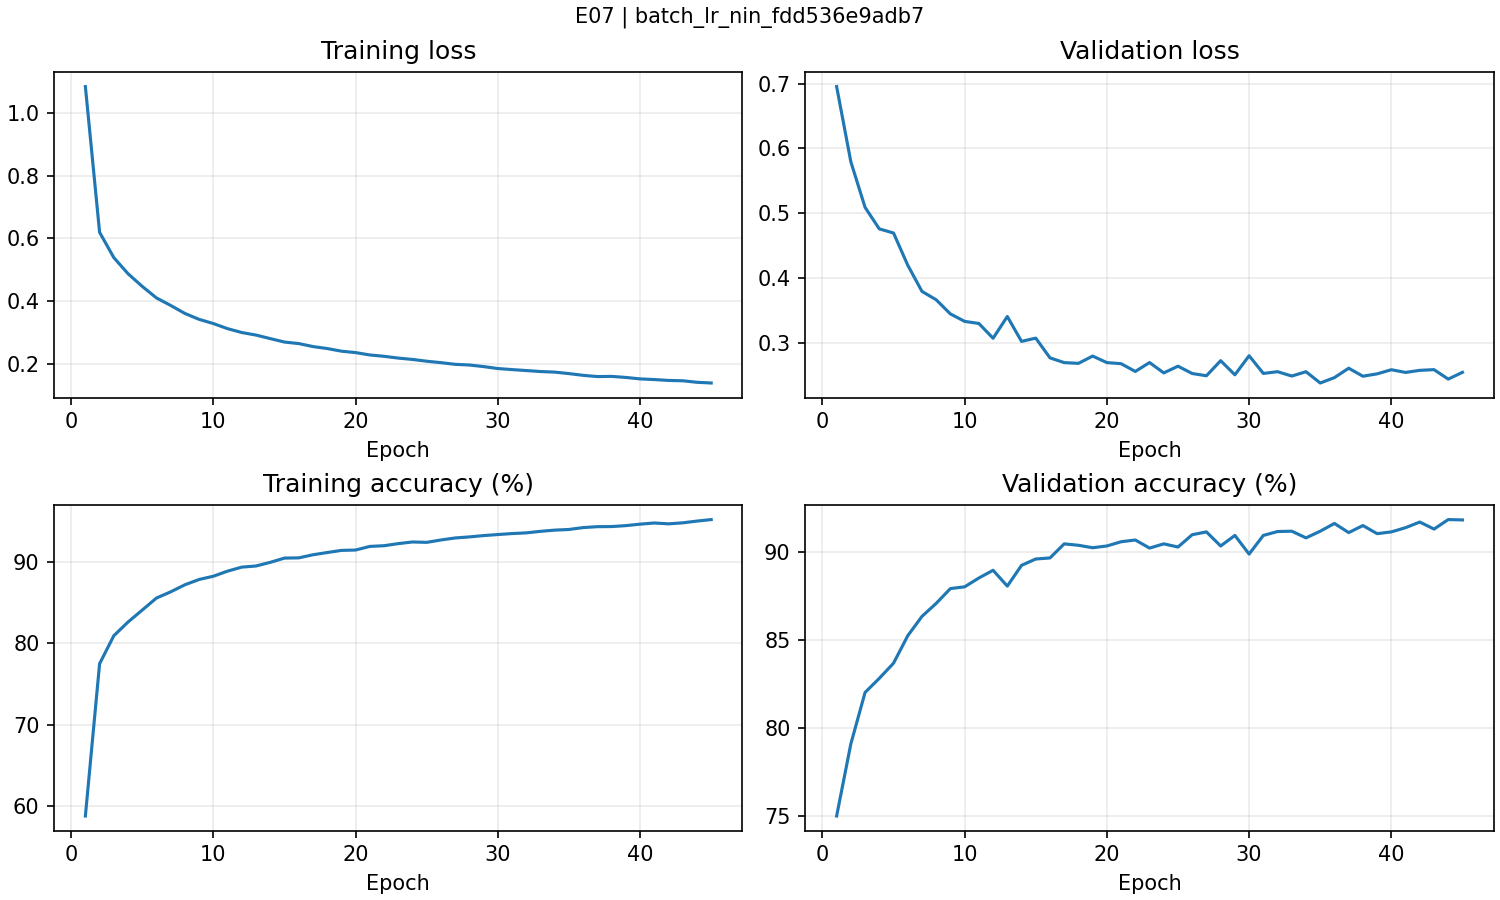 E07 | batch_lr_nin_fdd536e9adb7
Training loss
1.0
0.8
0.6
0.4
0.2
0 10 20 30 40
Epoch
Validation loss
0.7
0.6
0.5
0.4
0.3
0 10 20 30 40
Epoch
Training accuracy (%)
90
80
70
60
0 10 20 30 40
Epoch
Validation accuracy (%)
90
85
80
75
0 10 20 30 40
Epoch